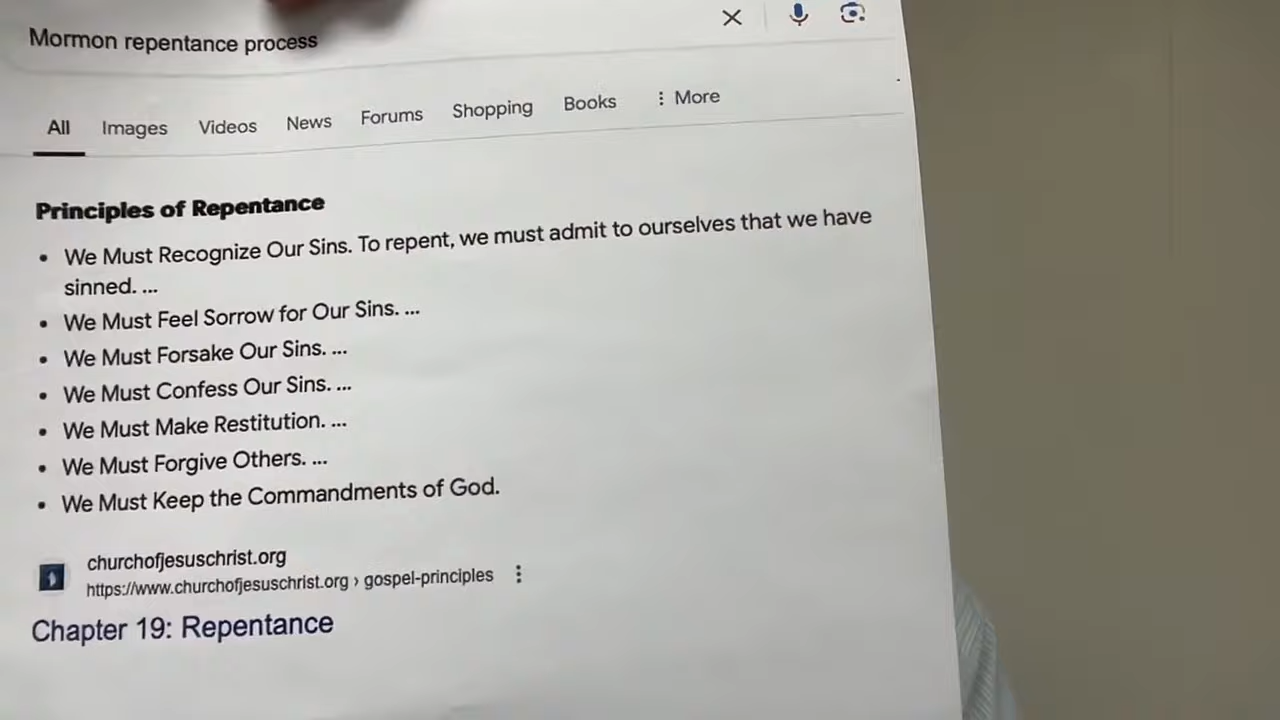 Mormon repentance process
All Images Videos News Forums Shopping Books More
Principles of Repentance
• We Must Recognize Our Sins. To repent, we must admit to ourselves that we have
sinned. ...
• We Must Feel Sorrow for Our Sins. ...
• We Must Forsake Our Sins. ...
• We Must Confess Our Sins. ...
• We Must Make Restitution. ...
• We Must Forgive Others. ...
• We Must Keep the Commandments of God.
churchofjesuschrist.org
https://www.churchofjesuschrist.org › gospel-principles
Chapter 19: Repentance